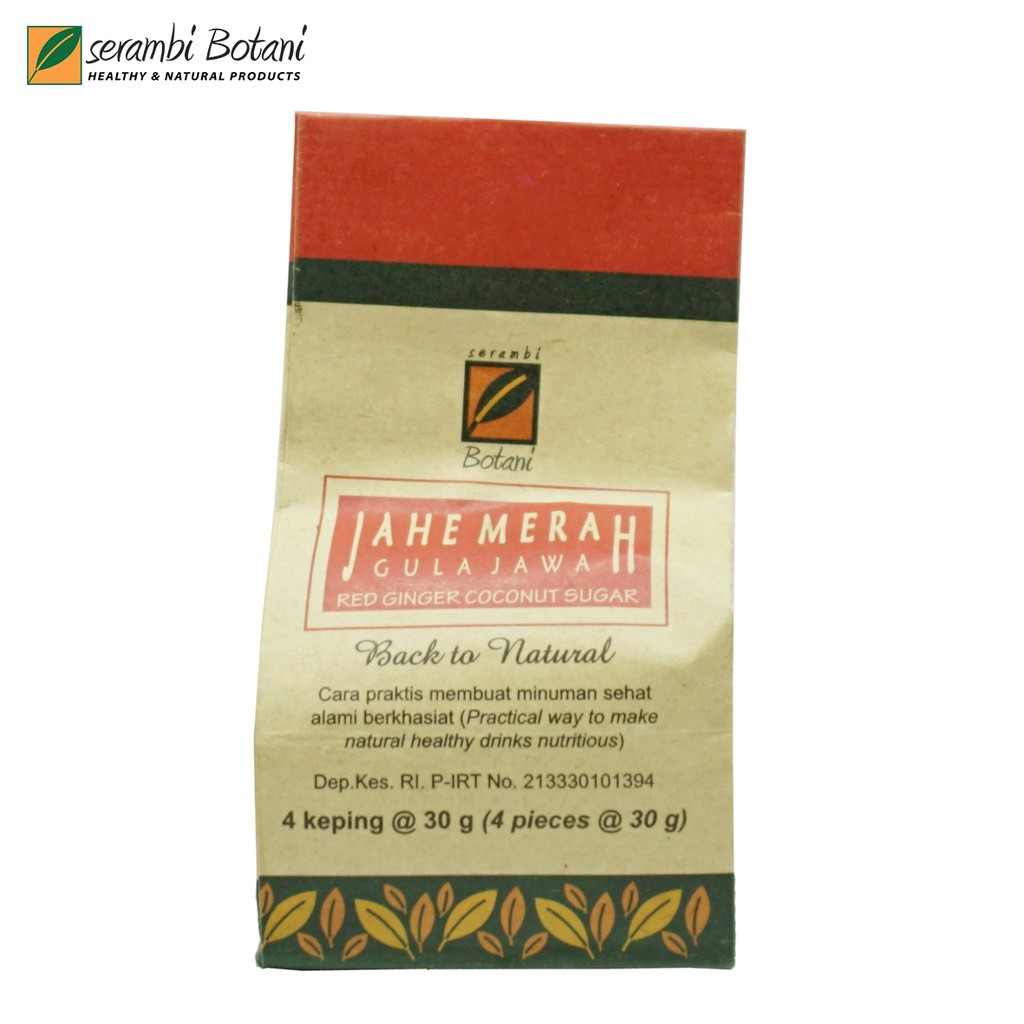 serambi Botani
HEALTHY & NATURAL PRODUCTS
serambi
Botani
JAHE MERAH
GULA JAWA
RED GINGER COCONUT SUGAR
Back to Natural
Cara praktis membuat minuman sehat
alami berkhasiat (Practical way to make
natural healthy drinks nutritious)
Dep.Kes. RI. P-IRT No. 213330101394
4 keping @ 30 g (4 pieces @ 30 g)